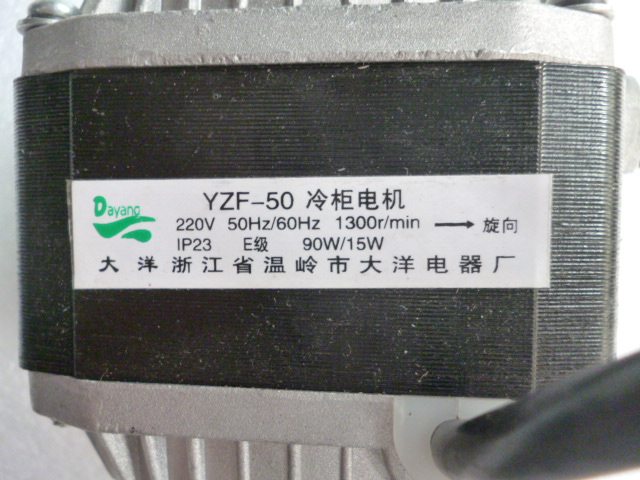 Dayang
YZF-50 冷柜电机
220V 50Hz/60Hz 1300r/min → 旋向
IP23 E级 90W/15W
大洋浙江省温岭市大洋电器厂